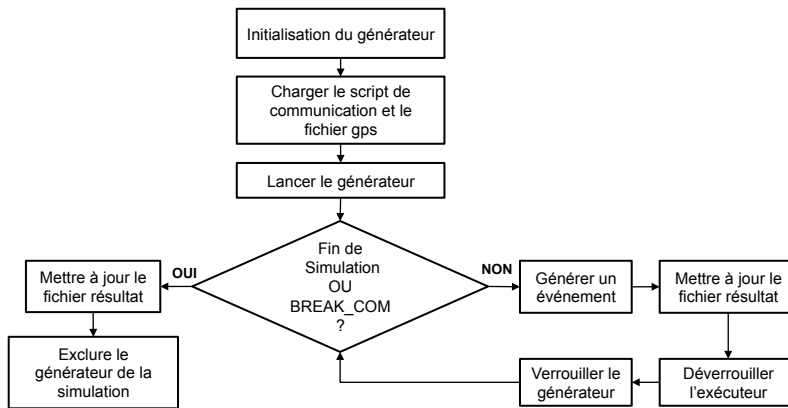 Initialisation du générateur
Charger le script de
communication et le
fichier gps
Lancer le générateur
Fin de
Simulation
OU
BREAK_COM
?
OUI
Mettre à jour le
fichier résultat
Exclure le
générateur de la
simulation
NON
Générer un
événement
Mettre à jour le
fichier résultat
Déverrouiller
l'exécuteur
Verrouiller le
générateur